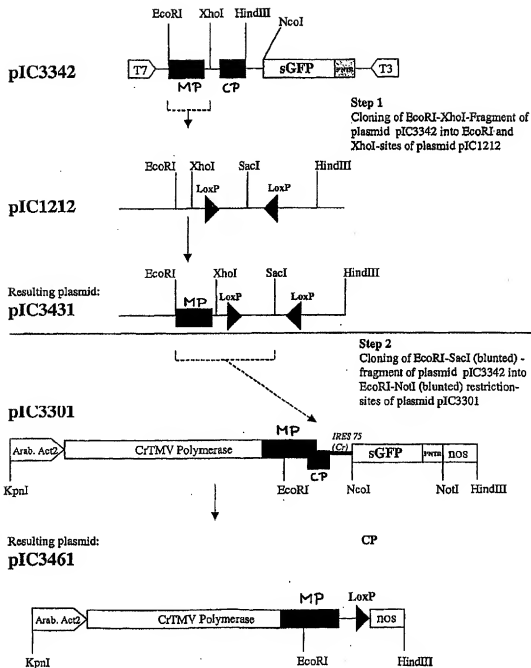 EcoRI XhoI HindIII
NcoI
pIC3342
T7 sGFP T3
MP CP
Step 1
Cloning of EcoRI-XhoI-Fragment of
plasmid pIC3342 into EcoRI and
XhoI-sites of plasmid pIC1212
EcoRI XhoI SacI HindIII
LoxP LoxP
pIC1212
EcoRI XhoI SacI HindIII
Resulting plasmid:
MP LoxP LoxP
pIC3431
Step 2
Cloning of EcoRI-SacI (blunted) -
fragment of plasmid pIC3342 into
EcoRI-NotI (blunted) restriction-
sites of plasmid pIC3301
pIC3301
MP IRES 75
(Cr)
Arab. Act2 CrTMV Polymerase sGFP nos
CP
KpnI EcoRI NcoI NotI HindIII
Resulting plasmid: CP
pIC3461
MP LoxP
Arab. Act2 CrTMV Polymerase nos
KpnI EcoRI HindIII